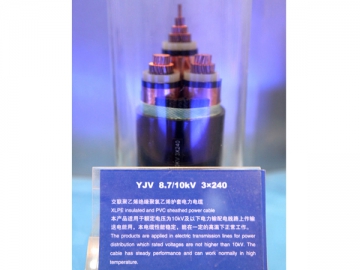 YJV 8.7/10kV 3×240
交联聚乙烯绝缘聚氯乙烯护套电力电缆
XLPE insulated and PVC sheathed power cable
本产品适用于额定电压为10kV及以下电力输配电线路上作输
送电能用，本电缆性能稳定，能在一定的高温下正常工作。
The products are applied in electric transmission lines for power
distribution which rated voltages are not higher than 10kV. The
cable has steady performance and can work normally in high
temperature.